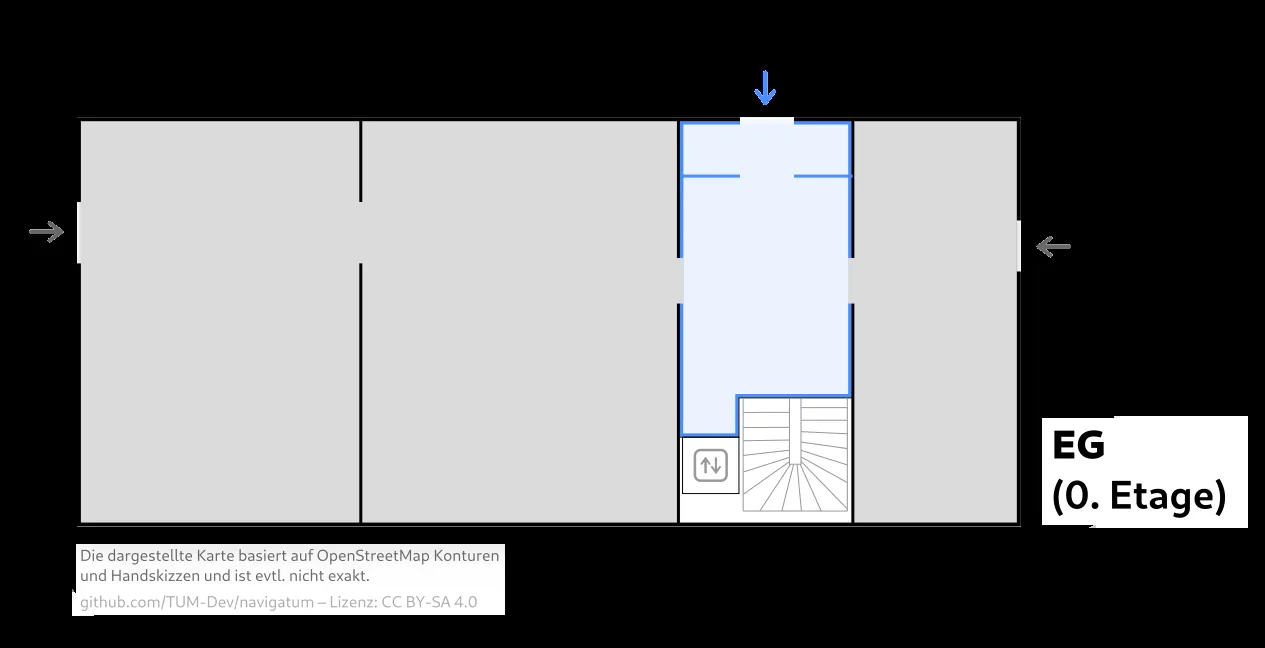 EG
(0. Etage)
Die dargestellte Karte basiert auf OpenStreetMap Konturen
und Handskizzen und ist evtl. nicht exakt.
github.com/TUM-Dev/navigatum – Lizenz: CC BY-SA 4.0